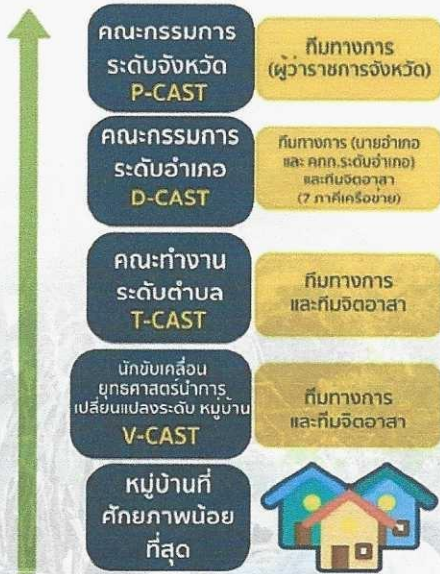 คณะกรรมการ
ระดับจังหวัด
P-CAST
ทีมทางการ
(ผู้ว่าราชการจังหวัด)
คณะกรรมการ
ระดับอำเภอ
D-CAST
ทีมทางการ (นายอำเภอ
และ คกก.ระดับอำเภอ)
และทีมจิตอาสา
(7 ภาคีเครือข่าย)
คณะทำงาน
ระดับตำบล
T-CAST
ทีมทางการ
และทีมจิตอาสา
นักขับเคลื่อน
ยุทธศาสตร์นำการ
เปลี่ยนแปลงระดับ หมู่บ้าน
V-CAST
ทีมทางการ
และทีมจิตอาสา
หมู่บ้านที่
ศักยภาพน้อย
ที่สุด